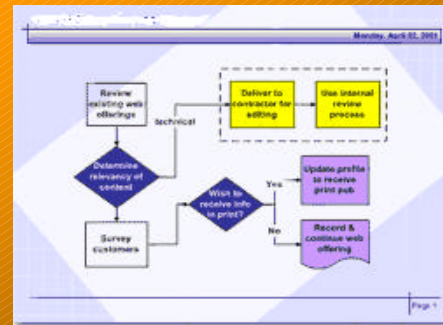 Monday, April 02, 2001
Review
existing web
offerings
Deliver to
contractor for
editing
Use internal
review
process
technical
Determine
relevancy of
content
Wish to
receive info
in print?
Yes
Update profile
to receive
print pub
Survey
customers
No
Record &
continue web
offering
Page 1